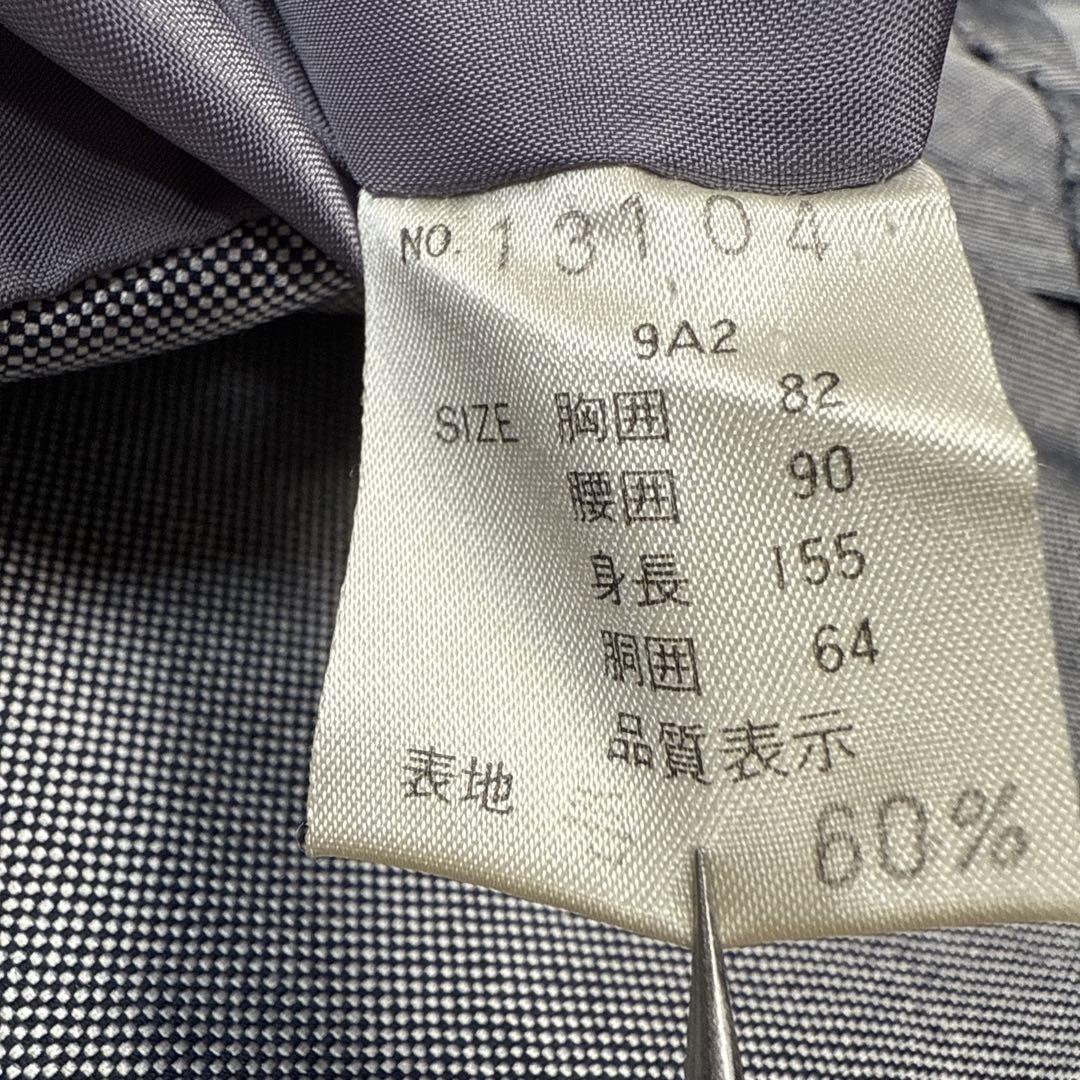 NO. 13104
9A2
SIZE 胸囲 82
腰囲 90
身長 155
胴囲 64
品質表示
表地 60%